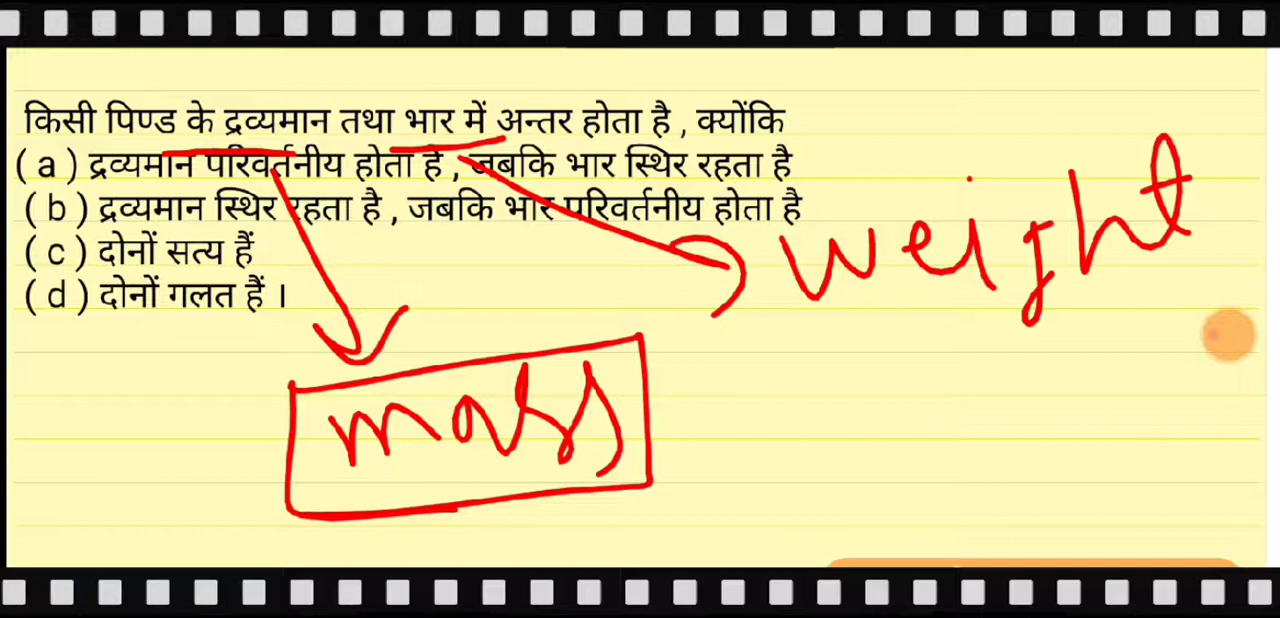 किसी पिण्ड के द्रव्यमान तथा भार में अन्तर होता है , क्योंकि
( a ) द्रव्यमान परिवर्तनीय होता है , जबकि भार स्थिर रहता है
( b ) द्रव्यमान स्थिर रहता है , जबकि भार परिवर्तनीय होता है
( c ) दोनों सत्य हैं
( d ) दोनों गलत हैं ।
weight
mass